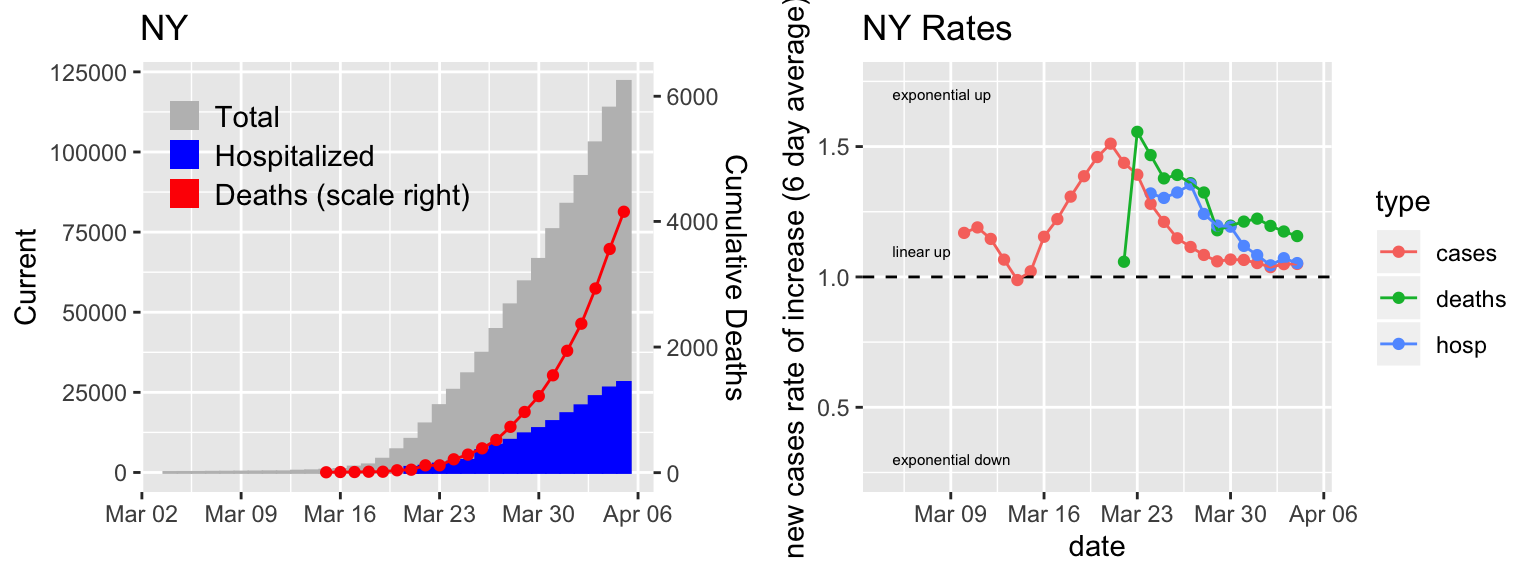 NY
Current
125000
100000
75000
50000
25000
0
Total
Hospitalized
Deaths (scale right)
6000
4000
2000
0
Cumulative Deaths
Mar 02
Mar 09
Mar 16
Mar 23
Mar 30
Apr 06
NY Rates
new cases rate of increase (6 day average)
1.5
1.0
0.5
exponential up
linear up
exponential down
Mar 09
Mar 16
Mar 23
Mar 30
Apr 06
date
type
cases
deaths
hosp